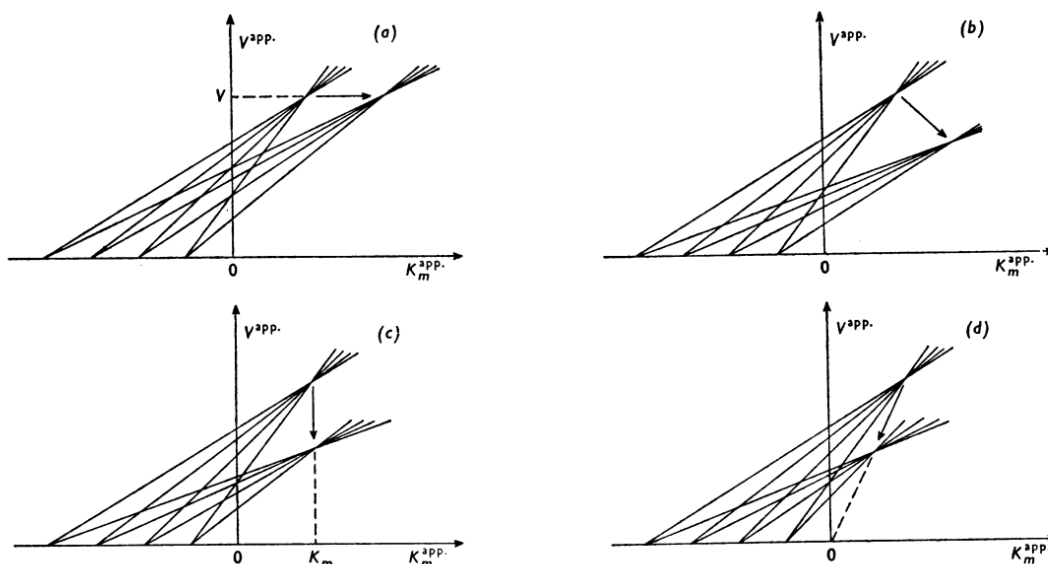 V^app. (a)
V
0 K_m^app.
V^app. (b)
0 K_m^app.
V^app. (c)
0 K_m K_m^app.
V^app. (d)
0 K_m^app.